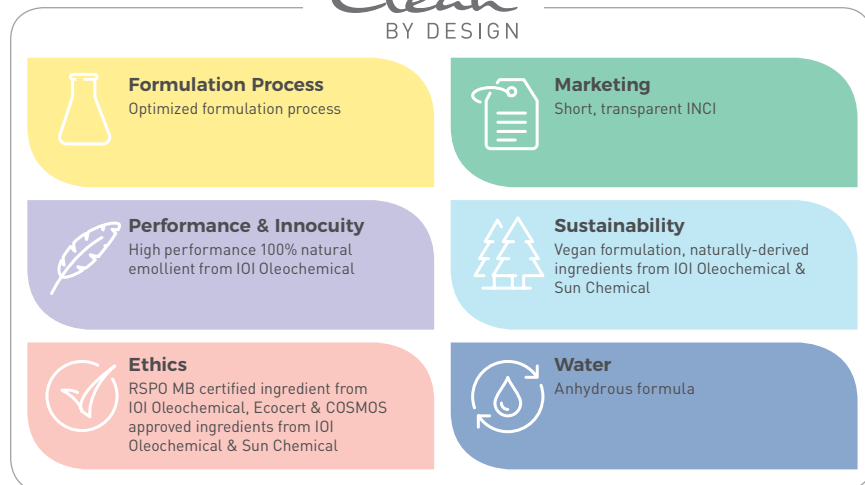 Clean
BY DESIGN
Formulation Process
Optimized formulation process
Marketing
Short, transparent INCI
Performance & Innocuity
High performance 100% natural
emollient from IOI Oleochemical
Sustainability
Vegan formulation, naturally-derived
ingredients from IOI Oleochemical &
Sun Chemical
Ethics
RSPO MB certified ingredient from
IOI Oleochemical, Ecocert & COSMOS
approved ingredients from IOI
Oleochemical & Sun Chemical
Water
Anhydrous formula